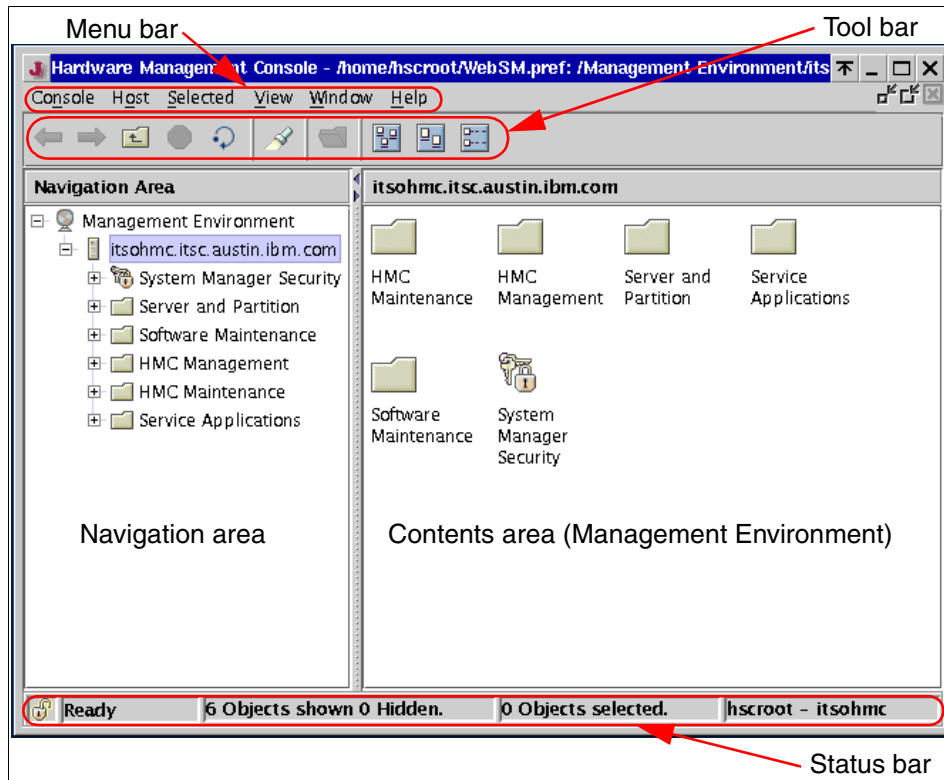 Menu bar
Tool bar
Hardware Management Console - /home/hscroot/WebSM.pref: /Management Environment/its
Console Host Selected View Window Help
Navigation Area
itsohmc.itsc.austin.ibm.com
Management Environment
itsohmc.itsc.austin.ibm.com
System Manager Security
Server and Partition
Software Maintenance
HMC Management
HMC Maintenance
Service Applications
HMC
Maintenance
HMC
Management
Server and
Partition
Service
Applications
Software
Maintenance
System
Manager
Security
Navigation area
Contents area (Management Environment)
Ready
6 Objects shown 0 Hidden.
0 Objects selected.
hscroot - itsohmc
Status bar